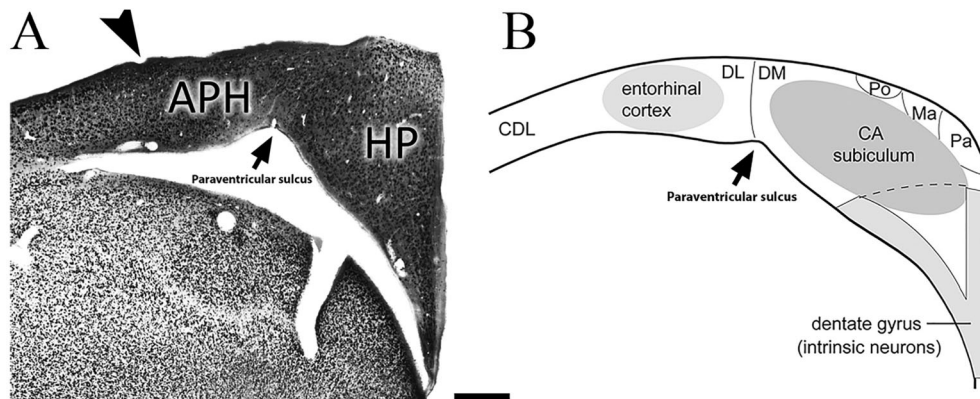 A
APH
HP
Paraventricular sulcus
B
DL
DM
entorhinal
cortex
CDL
Po
Ma
Pa
CA
subiculum
Paraventricular sulcus
dentate gyrus
(intrinsic neurons)